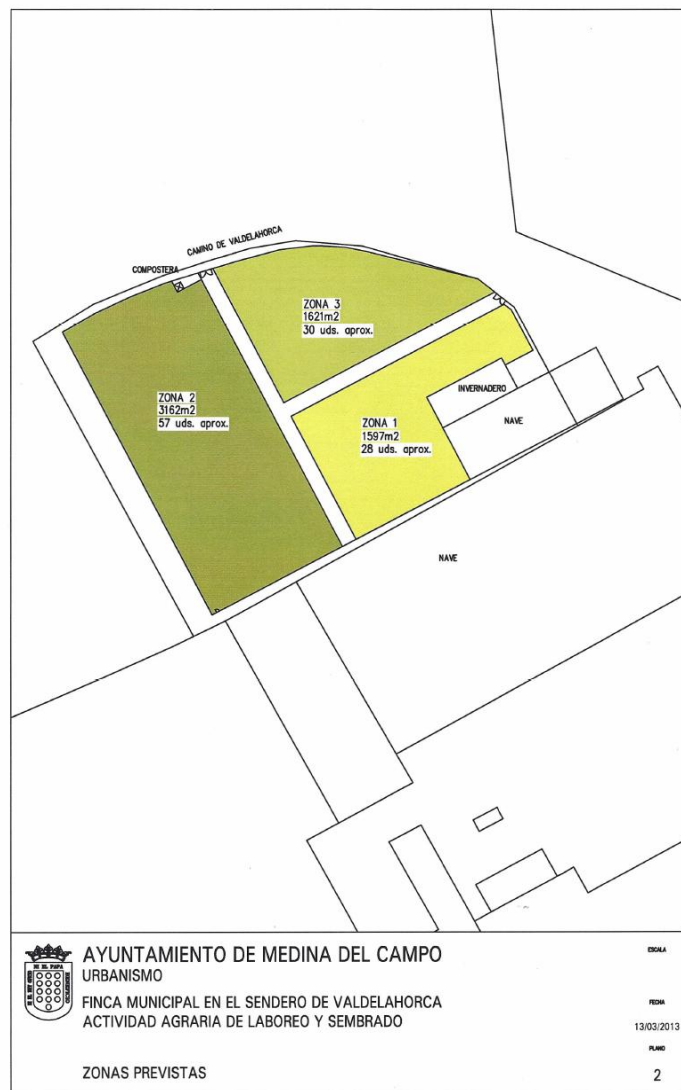 CAMINO DE VALDELAHORCA
COMPOSTERA
ZONA 3
1621m2
30 uds. aprox.
ZONA 2
3162m2
57 uds. aprox.
INVERNADERO
ZONA 1
1597m2
28 uds. aprox.
NAVE
NAVE
AYUNTAMIENTO DE MEDINA DEL CAMPO
URBANISMO
FINCA MUNICIPAL EN EL SENDERO DE VALDELAHORCA
ACTIVIDAD AGRARIA DE LABOREO Y SEMBRADO
ZONAS PREVISTAS
ESCALA
FECHA
13/03/2013
PLANO
2